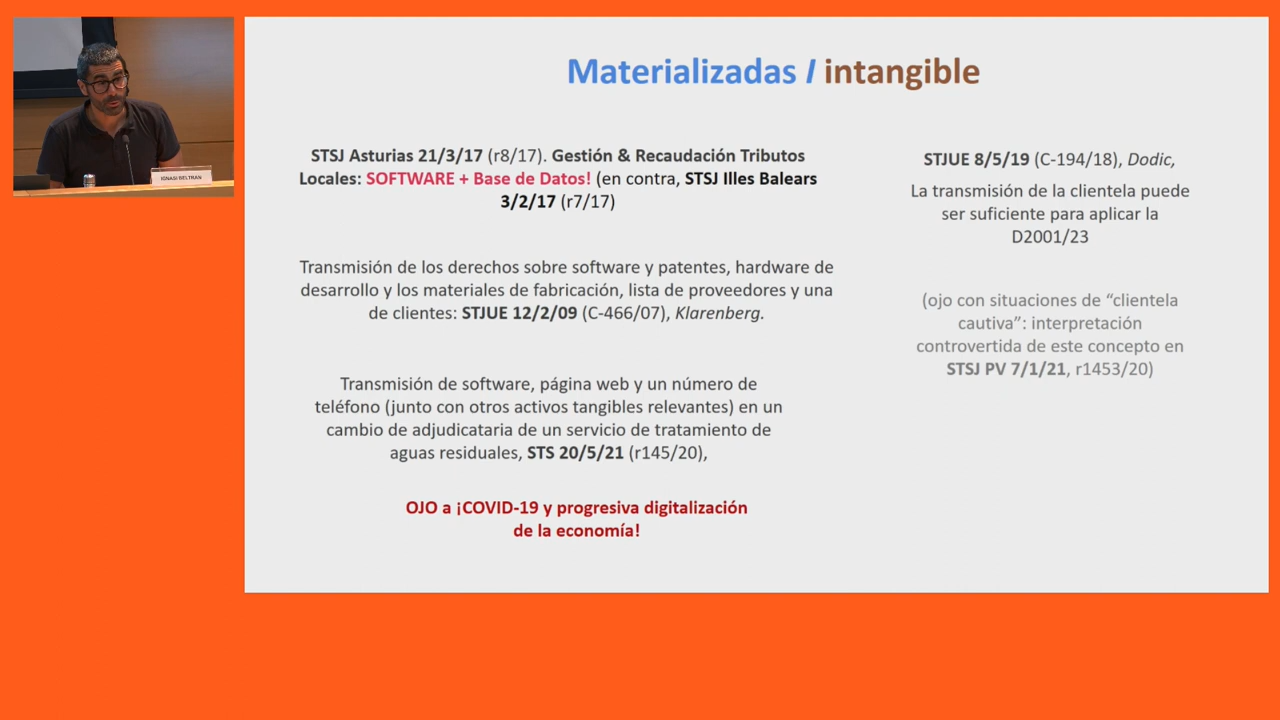 Materializadas / intangible
STSJ Asturias 21/3/17 (r8/17). Gestión & Recaudación Tributos
Locales: SOFTWARE + Base de Datos! (en contra, STSJ Illes Balears
3/2/17 (r7/17)
Transmisión de los derechos sobre software y patentes, hardware de
desarrollo y los materiales de fabricación, lista de proveedores y una
de clientes: STJUE 12/2/09 (C-466/07), Klarenberg.
Transmisión de software, página web y un número de
teléfono (junto con otros activos tangibles relevantes) en un
cambio de adjudicataria de un servicio de tratamiento de
aguas residuales, STS 20/5/21 (r145/20),
OJO a ¡COVID-19 y progresiva digitalización
de la economía!
STJUE 8/5/19 (C-194/18), Dodic,
La transmisión de la clientela puede
ser suficiente para aplicar la
D2001/23
(ojo con situaciones de “clientela
cautiva”: interpretación
controvertida de este concepto en
STSJ PV 7/1/21, r1453/20)
IGNASI BELTRAN